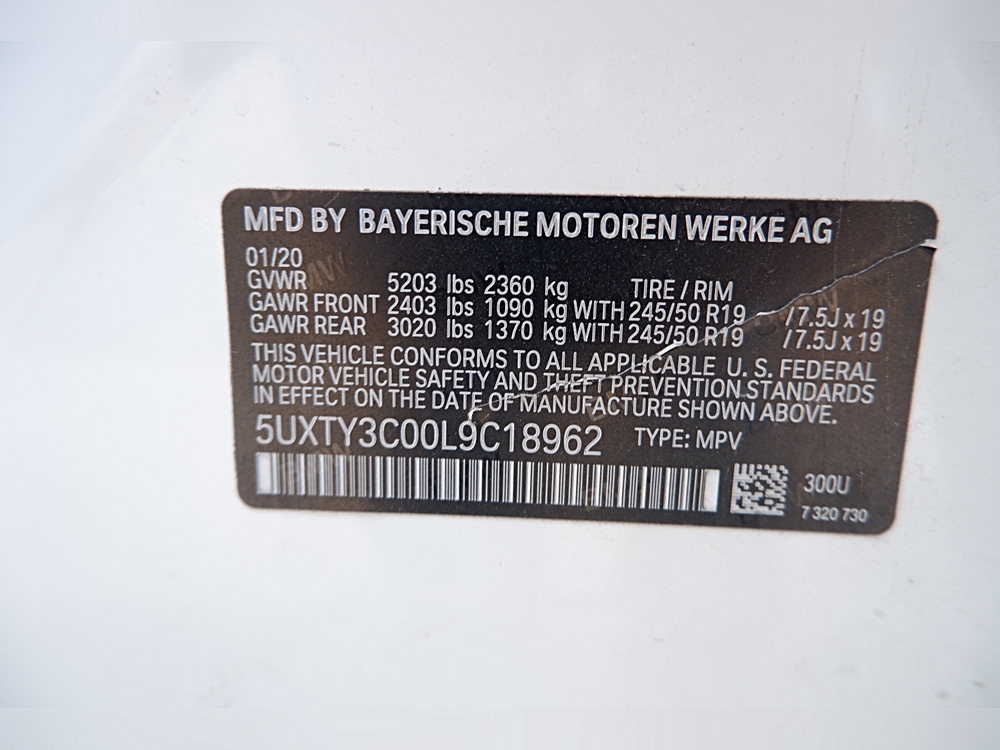 MFD BY BAYERISCHE MOTOREN WERKE AG
01/20
GVWR 5203 lbs 2360 kg TIRE / RIM
GAWR FRONT 2403 lbs 1090 kg WITH 245/50 R19 /7.5J x 19
GAWR REAR 3020 lbs 1370 kg WITH 245/50 R19 /7.5J x 19
THIS VEHICLE CONFORMS TO ALL APPLICABLE U. S. FEDERAL
MOTOR VEHICLE SAFETY AND THEFT PREVENTION STANDARDS
IN EFFECT ON THE DATE OF MANUFACTURE SHOWN ABOVE.
5UXTY3C00L9C18962 TYPE: MPV
300U
7 320 730